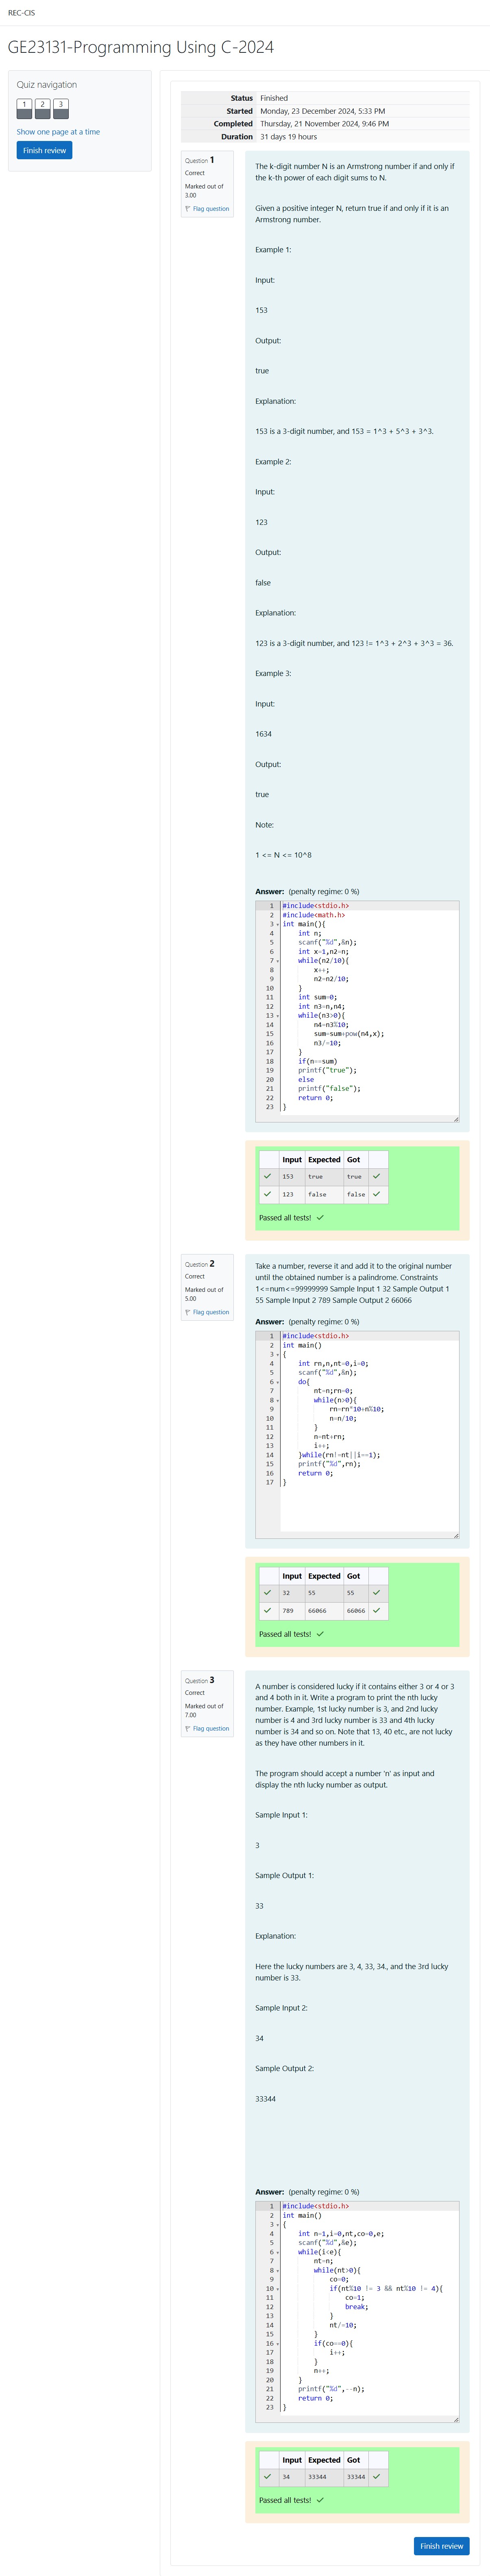 REC-CIS
GE23131-Programming Using C-2024
Quiz navigation
1 2 3
Show one page at a time
Finish review
Status Finished
Started Monday, 23 December 2024, 5:33 PM
Completed Thursday, 21 November 2024, 9:46 PM
Duration 31 days 19 hours
Question 1
Correct
Marked out of
3.00
Flag question
The k-digit number N is an Armstrong number if and only if
the k-th power of each digit sums to N.
Given a positive integer N, return true if and only if it is an
Armstrong number.
Example 1:
Input:
153
Output:
true
Explanation:
153 is a 3-digit number, and 153 = 1^3 + 5^3 + 3^3.
Example 2:
Input:
123
Output:
false
Explanation:
123 is a 3-digit number, and 123 != 1^3 + 2^3 + 3^3 = 36.
Example 3:
Input:
1634
Output:
true
Note:
1 <= N <= 10^8
Answer: (penalty regime: 0 %)
1 #include<stdio.h>
2 #include<math.h>
3 int main(){
4 int n;
5 scanf("%d",&n);
6 int x=1,n2=n;
7 while(n2/10){
8 x++;
9 n2=n2/10;
10 }
11 int sum=0;
12 int n3=n,n4;
13 while(n3>0){
14 n4=n3%10;
15 sum=sum+pow(n4,x);
16 n3/=10;
17 }
18 if(n==sum)
19 printf("true");
20 else
21 printf("false");
22 return 0;
23 }
Input Expected Got
153 true true
123 false false
Passed all tests!
Question 2
Correct
Marked out of
5.00
Flag question
Take a number, reverse it and add it to the original number
until the obtained number is a palindrome. Constraints
1<=num<=99999999 Sample Input 1 32 Sample Output 1
55 Sample Input 2 789 Sample Output 2 66066
Answer: (penalty regime: 0 %)
1 #include<stdio.h>
2 int main()
3 {
4 int rn,n,nt=0,i=0;
5 scanf("%d",&n);
6 do{
7 nt=n;rn=0;
8 while(n>0){
9 rn=rn*10+n%10;
10 n=n/10;
11 }
12 n=nt+rn;
13 i++;
14 }while(rn!=nt||i==1);
15 printf("%d",rn);
16 return 0;
17 }
Input Expected Got
32 55 55
789 66066 66066
Passed all tests!
Question 3
Correct
Marked out of
7.00
Flag question
A number is considered lucky if it contains either 3 or 4 or 3
and 4 both in it. Write a program to print the nth lucky
number. Example, 1st lucky number is 3, and 2nd lucky
number is 4 and 3rd lucky number is 33 and 4th lucky
number is 34 and so on. Note that 13, 40 etc., are not lucky
as they have other numbers in it.
The program should accept a number 'n' as input and
display the nth lucky number as output.
Sample Input 1:
3
Sample Output 1:
33
Explanation:
Here the lucky numbers are 3, 4, 33, 34., and the 3rd lucky
number is 33.
Sample Input 2:
34
Sample Output 2:
33344
Answer: (penalty regime: 0 %)
1 #include<stdio.h>
2 int main()
3 {
4 int n=1,i=0,nt,co=0,e;
5 scanf("%d",&e);
6 while(i<e){
7 nt=n;
8 while(nt>0){
9 co=0;
10 if(nt%10 != 3 && nt%10 != 4){
11 co=1;
12 break;
13 }
14 nt/=10;
15 }
16 if(co==0){
17 i++;
18 }
19 n++;
20 }
21 printf("%d",--n);
22 return 0;
23 }
Input Expected Got
34 33344 33344
Passed all tests!
Finish review